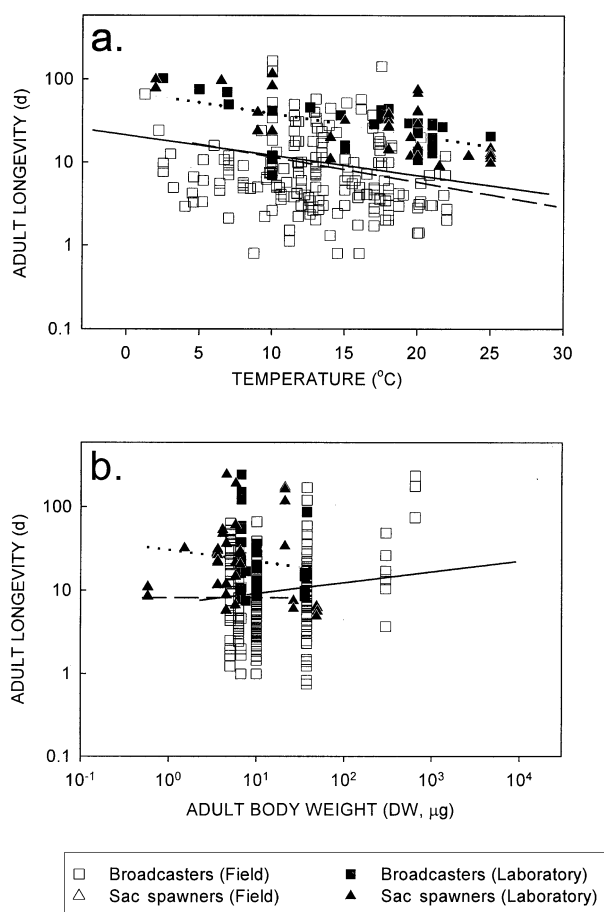 a.
100
10
1
0.1
ADULT LONGEVITY (d)
0 5 10 15 20 25 30
TEMPERATURE (°C)
b.
100
10
1
0.1
ADULT LONGEVITY (d)
10⁻¹ 10⁰ 10¹ 10² 10³ 10⁴
ADULT BODY WEIGHT (DW, μg)
Broadcasters (Field) Broadcasters (Laboratory)
Sac spawners (Field) Sac spawners (Laboratory)